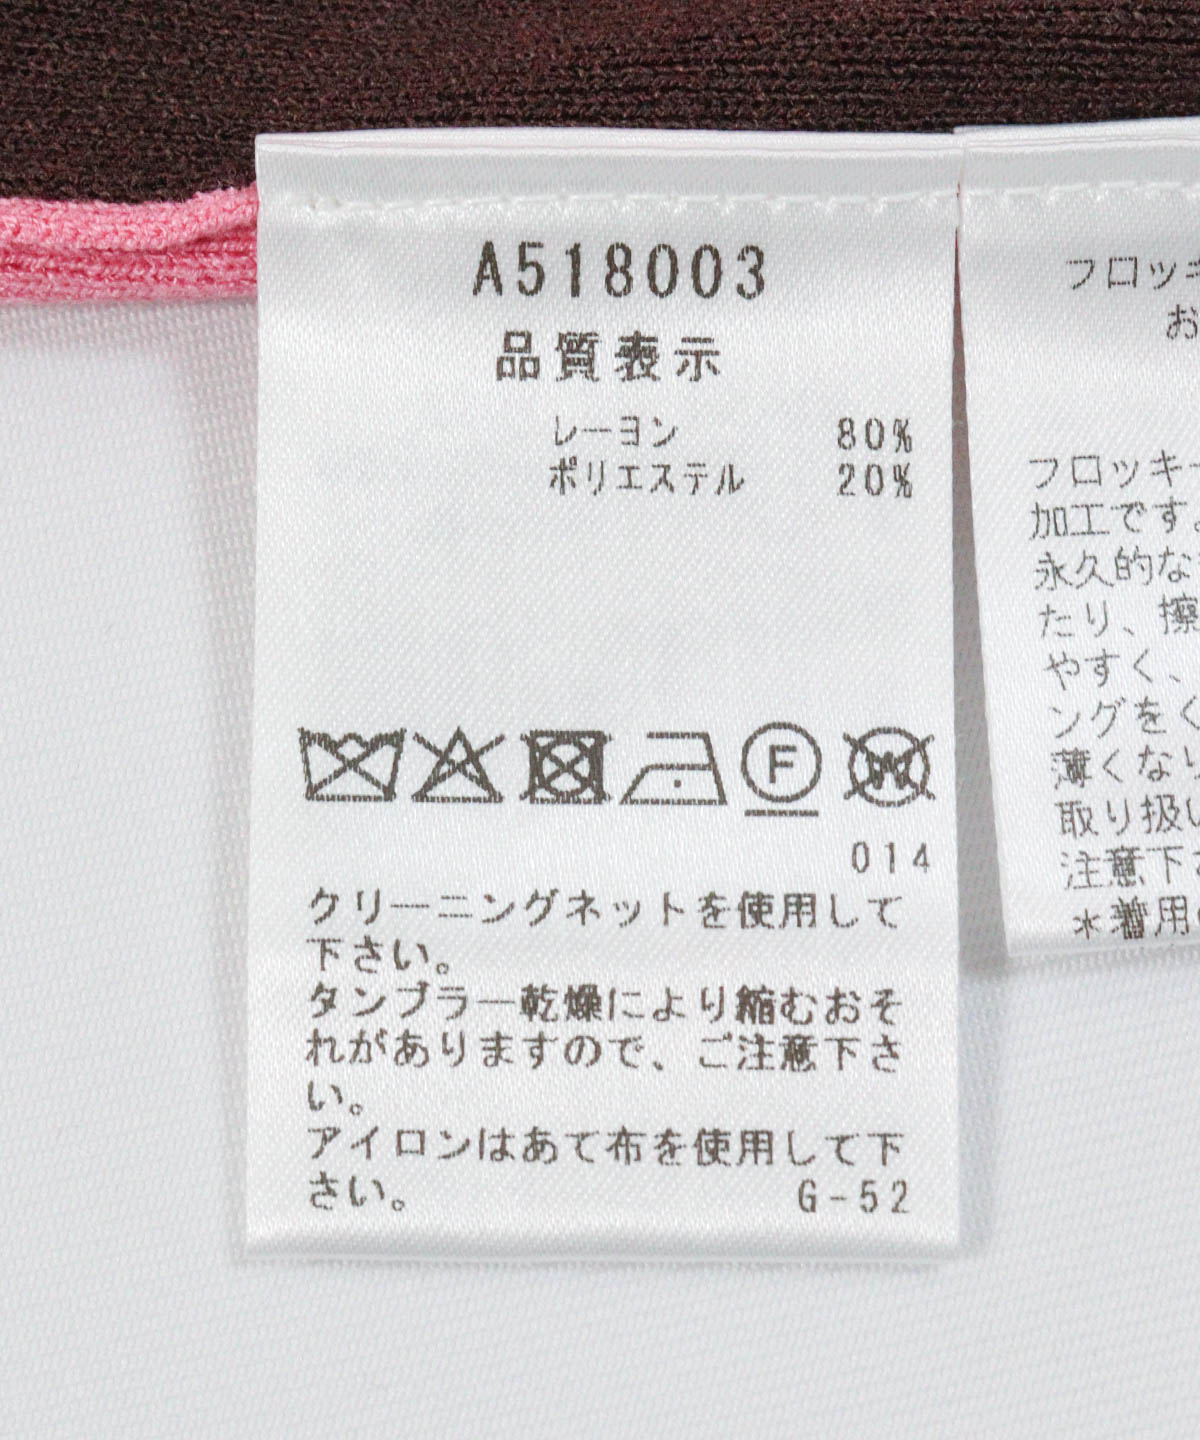 A518003
品質表示
レーヨン 80%
ポリエステル 20%
F
W
014
クリーニングネットを使用して
下さい。
タンブラー乾燥により縮むおそ
れがありますので、ご注意下さ
い。
アイロンはあて布を使用して下
さい。 G-52
フロッキ
お
フロッキー
加工です。
永久的な
たり、擦
やすく、
ングをく
薄くなり
取り扱い
注意下さ
*着用